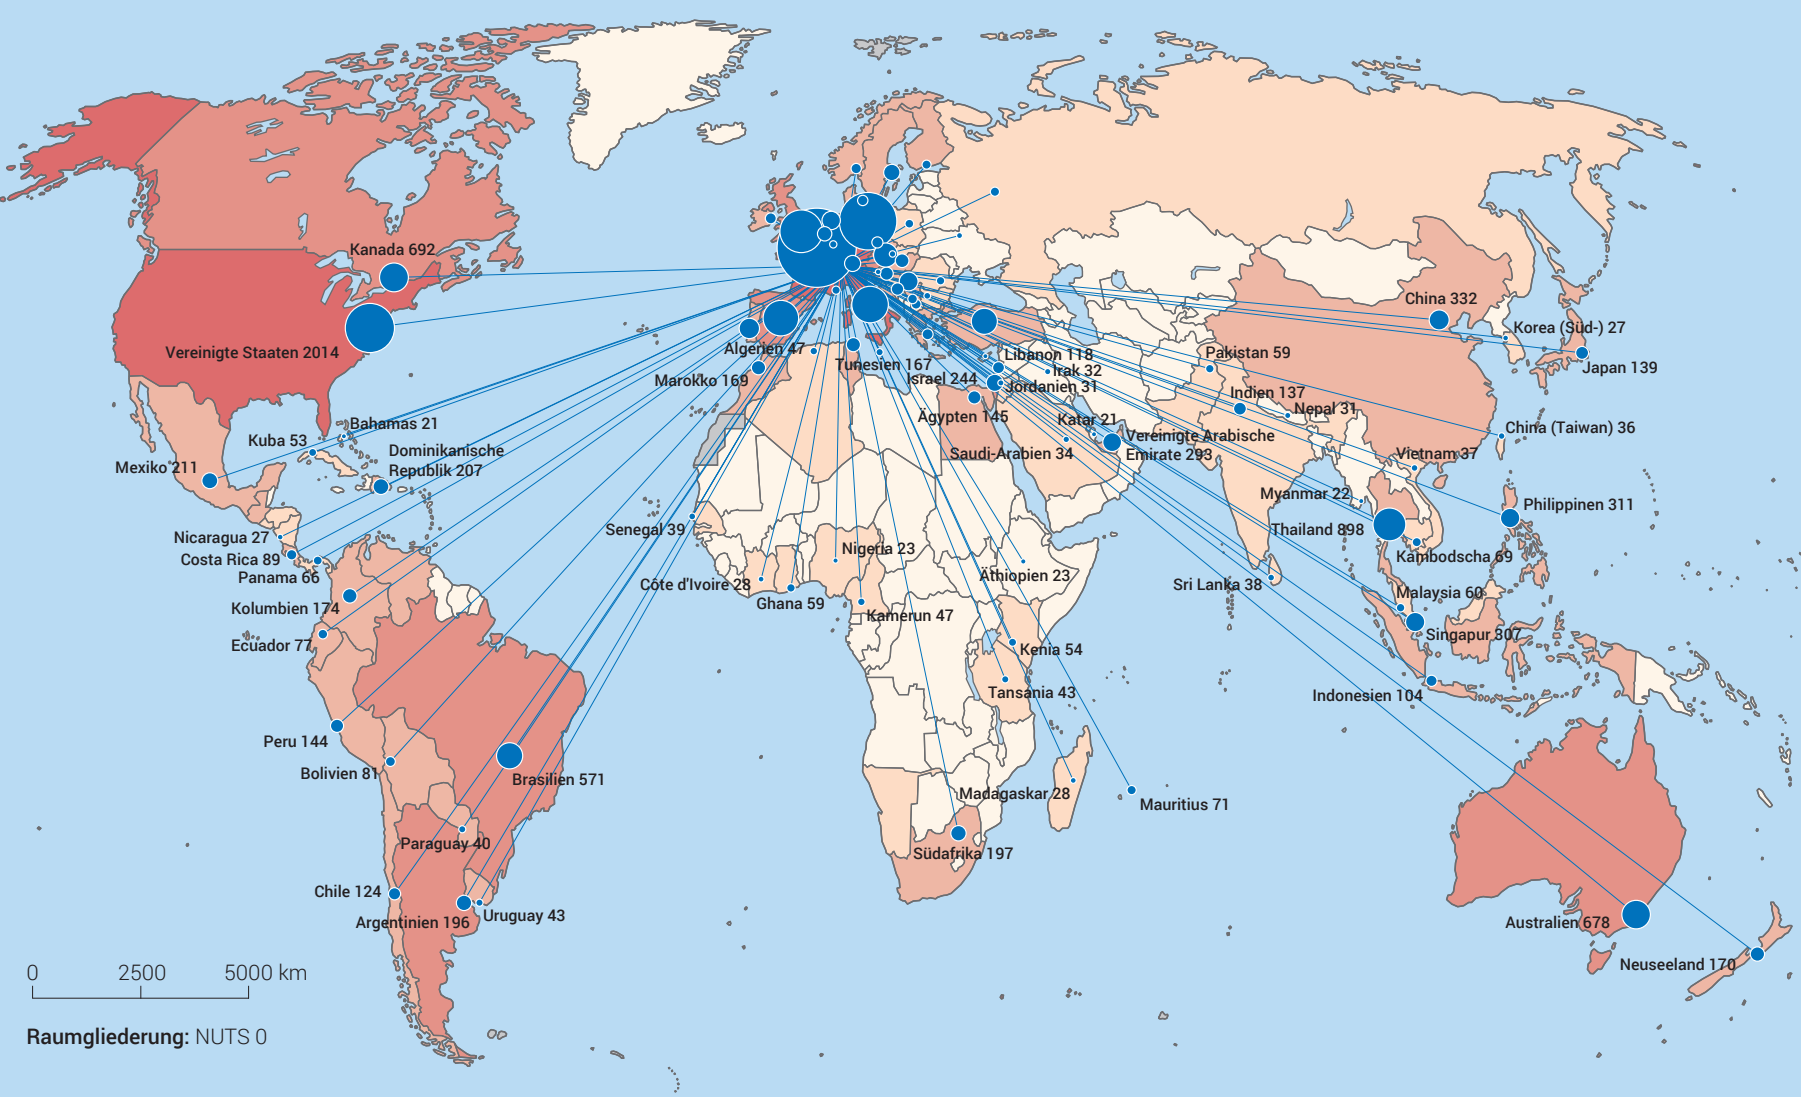 Kanada 692
Vereinigte Staaten 2014
Bahamas 21
Kuba 53
Dominikanische
Republik 207
Mexiko 211
Nicaragua 27
Costa Rica 89
Panama 66
Kolumbien 174
Ecuador 77
Peru 144
Bolivien 81
Brasilien 571
Paraguay 40
Chile 124
Argentinien 196
Uruguay 43
Algerien 47
Marokko 169
Tunesien 167
Libanon 118
Irak 32
Israel 244
Jordanien 31
Ägypten 145
Katar 21
Vereinigte Arabische
Emirate 293
Saudi-Arabien 34
Senegal 39
Nigeria 23
Côte d'Ivoire 28
Ghana 59
Kamerun 47
Äthiopien 23
Kenia 54
Tansania 43
Madagaskar 28
Mauritius 71
Südafrika 197
China 332
Korea (Süd-) 27
Japan 139
Pakistan 59
Indien 137
Nepal 31
China (Taiwan) 36
Vietnam 37
Myanmar 22
Philippinen 311
Thailand 898
Kambodscha 69
Sri Lanka 38
Malaysia 60
Singapur 307
Indonesien 104
Australien 678
Neuseeland 170
0 2500 5000 km
Raumgliederung: NUTS 0